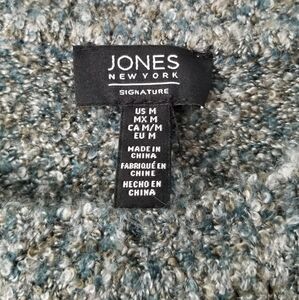 JONES
NEW YORK
SIGNATURE
US M
MX M
CA M/M
EU M
MADE IN
CHINA
FABRIQUÉ EN
CHINE
HECHO EN
CHINA